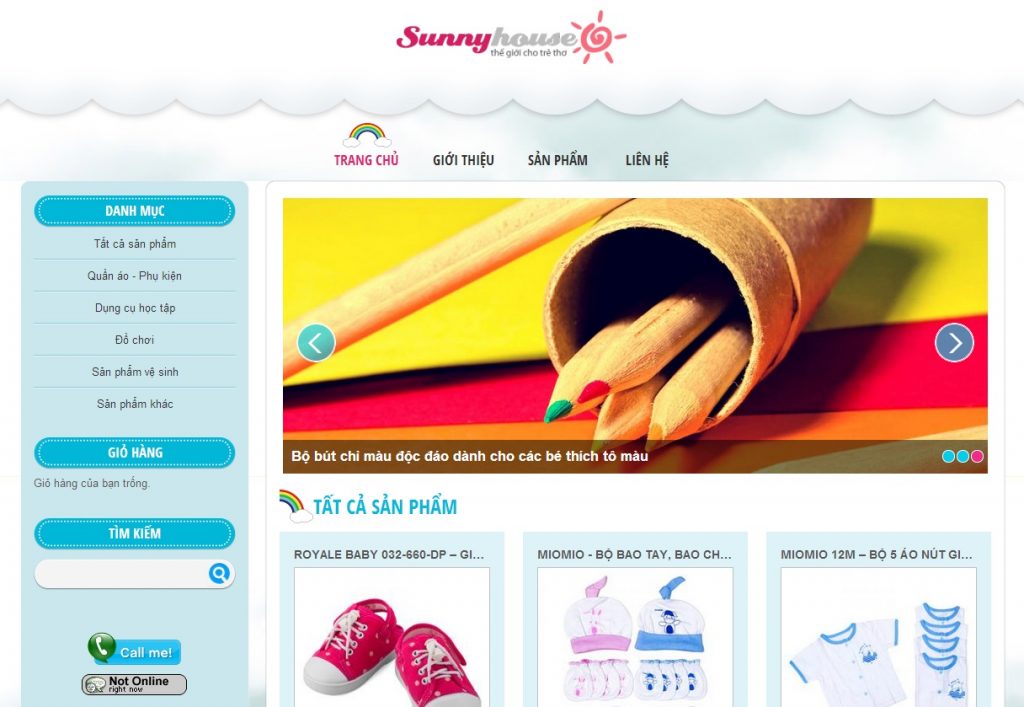 Sunnyhouse
thế giới cho trẻ thơ
TRANG CHỦ
GIỚI THIỆU
SẢN PHẨM
LIÊN HỆ
DANH MỤC
Tất cả sản phẩm
Quần áo - Phụ kiện
Dụng cụ học tập
Đồ chơi
Sản phẩm vệ sinh
Sản phẩm khác
GIỎ HÀNG
Giỏ hàng của bạn trống.
TÌM KIẾM
Call me!
Not Online
right now
Bộ bút chì màu độc đáo dành cho các bé thích tô màu
TẤT CẢ SẢN PHẨM
ROYALE BABY 032-660-DP – GI...
MIOMIO - BỘ BAO TAY, BAO CH...
MIOMIO 12M – BỘ 5 ÁO NÚT GI...